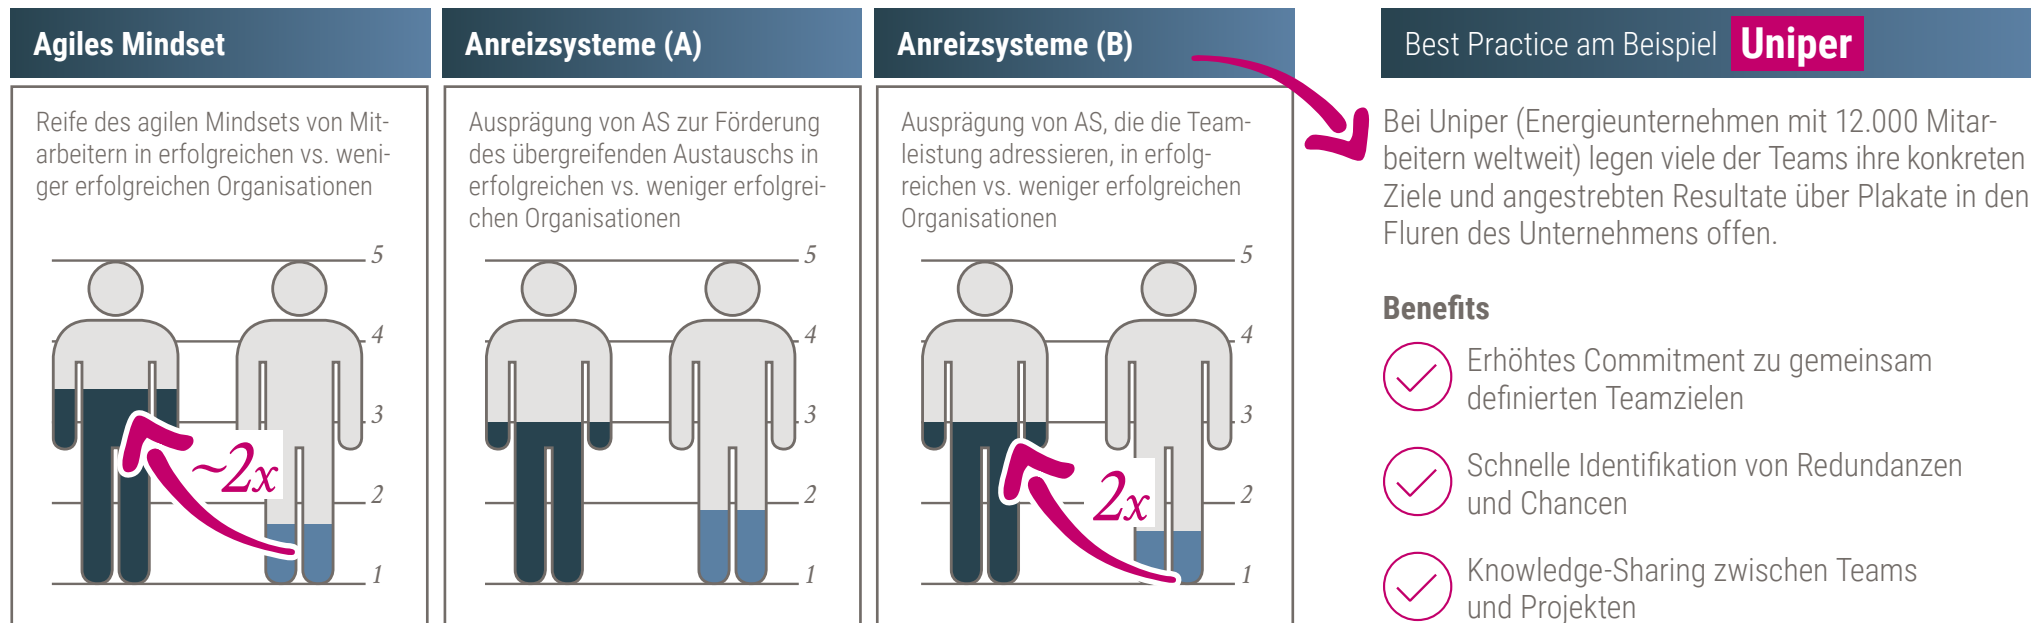 Agiles Mindset
Reife des agilen Mindsets von Mit-
arbeitern in erfolgreichen vs. weni-
ger erfolgreichen Organisationen
5
4
3
2
1
~2x
Anreizsysteme (A)
Ausprägung von AS zur Förderung
des übergreifenden Austauschs in
erfolgreichen vs. weniger erfolgrei-
chen Organisationen
5
4
3
2
1
Anreizsysteme (B)
Ausprägung von AS, die die Team-
leistung adressieren, in erfolg-
reichen vs. weniger erfolgreichen
Organisationen
5
4
3
2
1
2x
Best Practice am Beispiel Uniper
Bei Uniper (Energieunternehmen mit 12.000 Mitar-
beitern weltweit) legen viele der Teams ihre konkreten
Ziele und angestrebten Resultate über Plakate in den
Fluren des Unternehmens offen.
Benefits
Erhöhtes Commitment zu gemeinsam
definierten Teamzielen
Schnelle Identifikation von Redundanzen
und Chancen
Knowledge-Sharing zwischen Teams
und Projekten